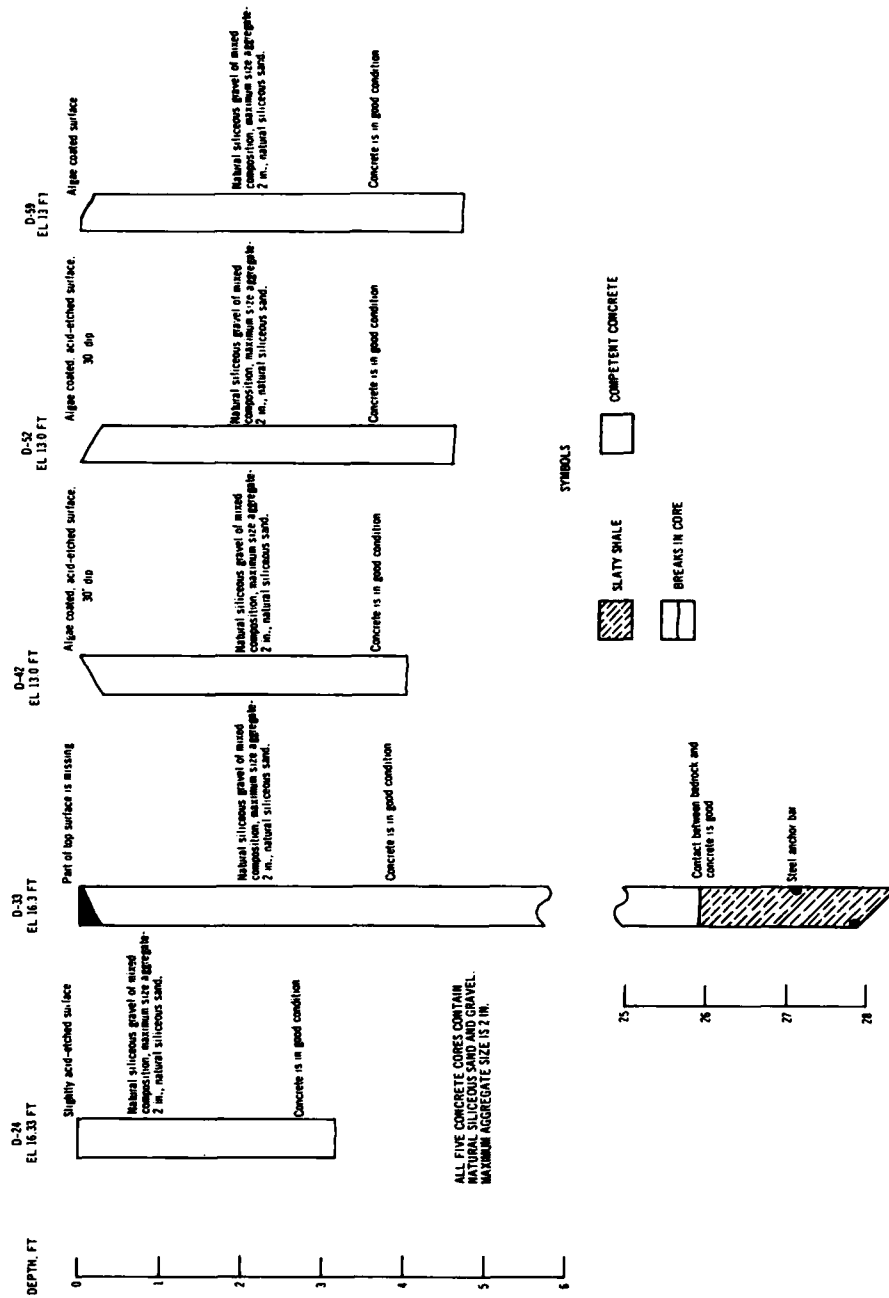 DEPTH, FT
0
1
2
3
4
5
6
D-24
EL 16.33 FT
Slightly acid-etched surface
Natural siliceous gravel of mixed
composition, maximum size aggregate-
2 in., natural siliceous sand.
Concrete is in good condition
D-33
EL 16.3 FT
Part of top surface is missing
Natural siliceous gravel of mixed
composition, maximum size aggregate-
2 in., natural siliceous sand.
Concrete is in good condition
Contact between bedrock and
concrete is good
Steel anchor bar
25
26
27
28
D-42
EL 13.0 FT
Algae coated, acid-etched surface.
30° dip
Natural siliceous gravel of mixed
composition, maximum size aggregate-
2 in., natural siliceous sand.
Concrete is in good condition
D-52
EL 13.0 FT
Algae coated, acid-etched surface.
30 dip
Natural siliceous gravel of mixed
composition, maximum size aggregate-
2 in., natural siliceous sand.
Concrete is in good condition
D-59
EL 13 FT
Algae coated surface
Natural siliceous gravel of mixed
composition, maximum size aggregate-
2 in., natural siliceous sand.
Concrete is in good condition
ALL FIVE CONCRETE CORES CONTAIN
NATURAL SILICEOUS SAND AND GRAVEL.
MAXIMUM AGGREGATE SIZE IS 2 IN.
SYMBOLS
SLATY SHALE
COMPETENT CONCRETE
BREAKS IN CORE